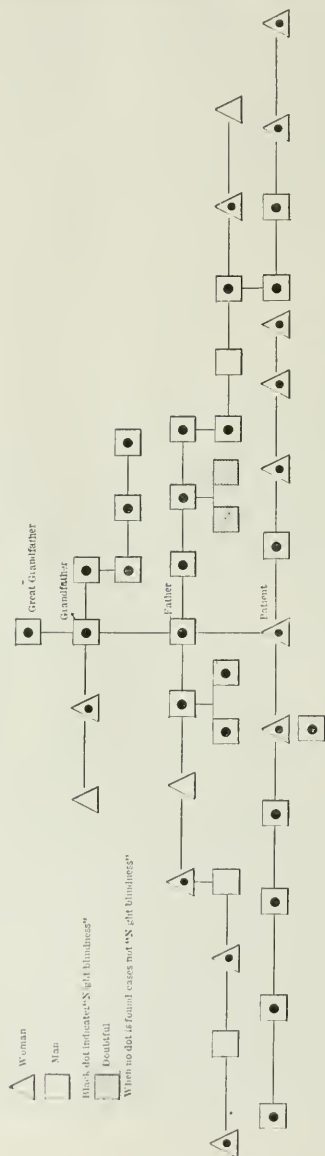 Great Grandfather
Grandfather
Father
Patient
Woman
Man
Black dot indicates "Night blindness"
Doubtful
When no dot is found cases not "N ght blindness"